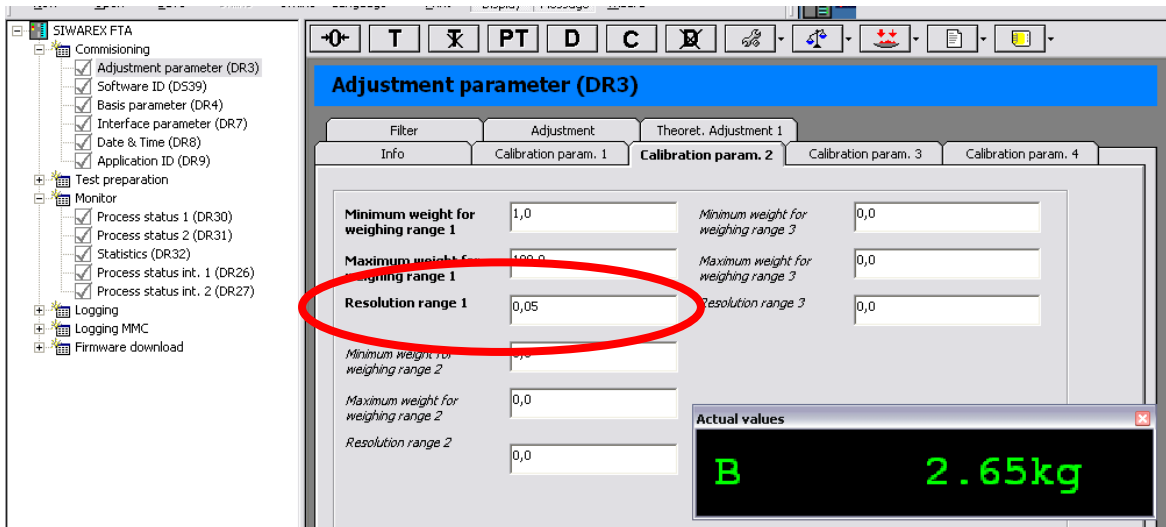 SIWAREX FTA
Commisioning
Adjustment parameter (DR3)
Software ID (DS39)
Basis parameter (DR4)
Interface parameter (DR7)
Date & Time (DR8)
Application ID (DR9)
Test preparation
Monitor
Process status 1 (DR30)
Process status 2 (DR31)
Statistics (DR32)
Process status int. 1 (DR26)
Process status int. 2 (DR27)
Logging
Logging MMC
Firmware download
→0← T T PT D C D
Adjustment parameter (DR3)
Filter Adjustment Theoret. Adjustment 1
Info Calibration param. 1 Calibration param. 2 Calibration param. 3 Calibration param. 4
Minimum weight for
weighing range 1
1,0
Minimum weight for
weighing range 3
0,0
Maximum weight for
weighing range 1
Maximum weight for
weighing range 3
0,0
Resolution range 1
0,05
Resolution range 3
0,0
Minimum weight for
weighing range 2
0,0
Maximum weight for
weighing range 2
0,0
Resolution range 2
0,0
Actual values
B 2.65kg